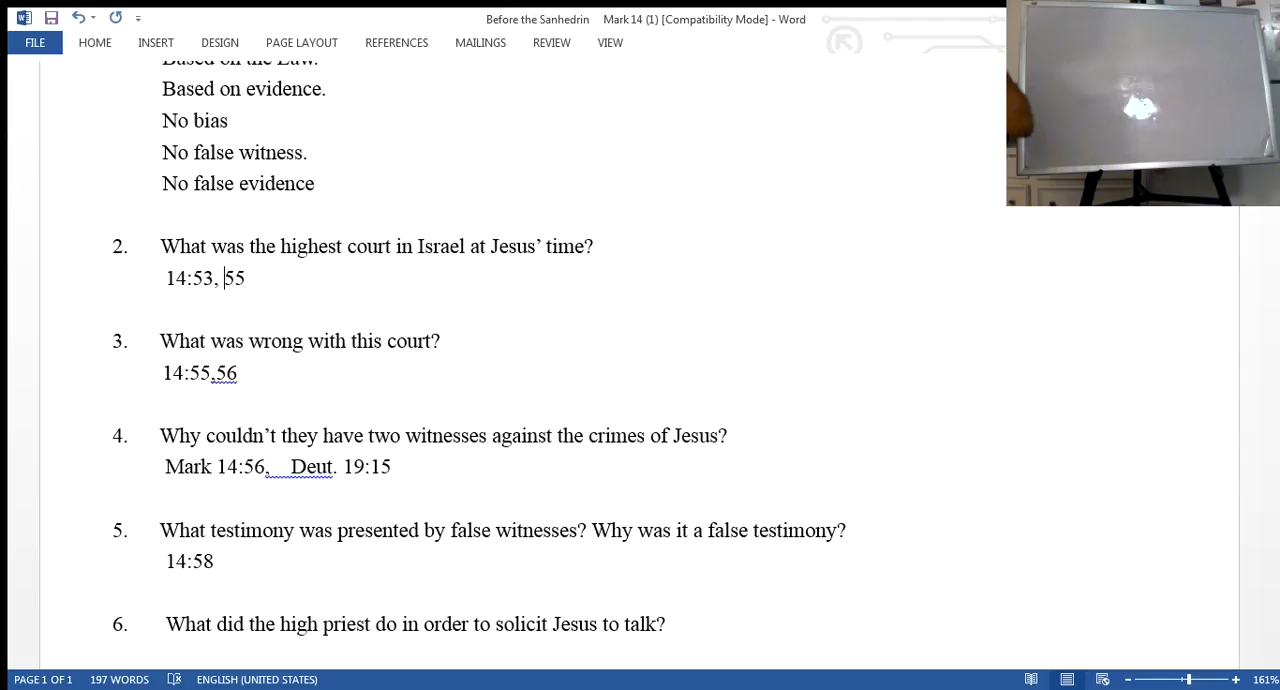 Before the Sanhedrin Mark 14 (1) [Compatibility Mode] - Word
FILE HOME INSERT DESIGN PAGE LAYOUT REFERENCES MAILINGS REVIEW VIEW
Based on the Law.
Based on evidence.
No bias
No false witness.
No false evidence
2. What was the highest court in Israel at Jesus’ time?
14:53, 55
3. What was wrong with this court?
14:55,56
4. Why couldn’t they have two witnesses against the crimes of Jesus?
Mark 14:56, Deut. 19:15
5. What testimony was presented by false witnesses? Why was it a false testimony?
14:58
6. What did the high priest do in order to solicit Jesus to talk?
PAGE 1 OF 1 197 WORDS ENGLISH (UNITED STATES) 161%